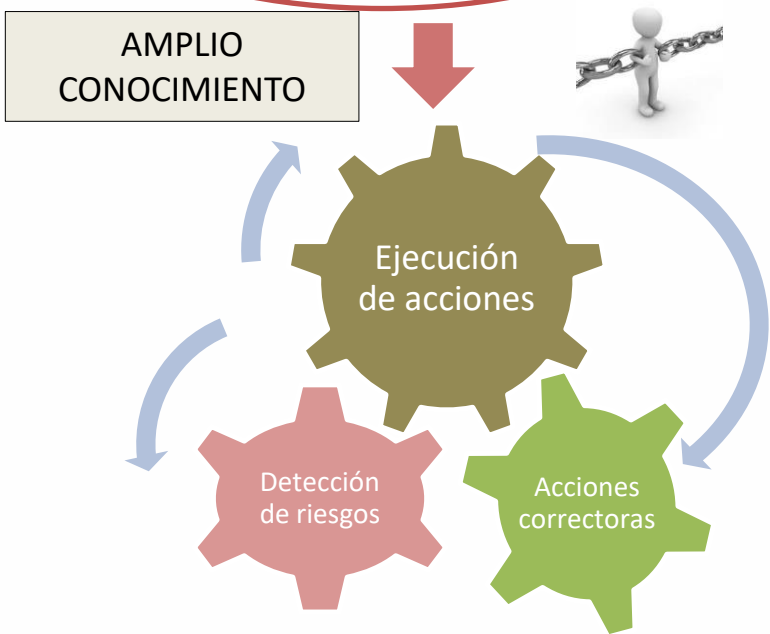 AMPLIO
CONOCIMIENTO
Ejecución
de acciones
Detección
de riesgos
Acciones
correctoras